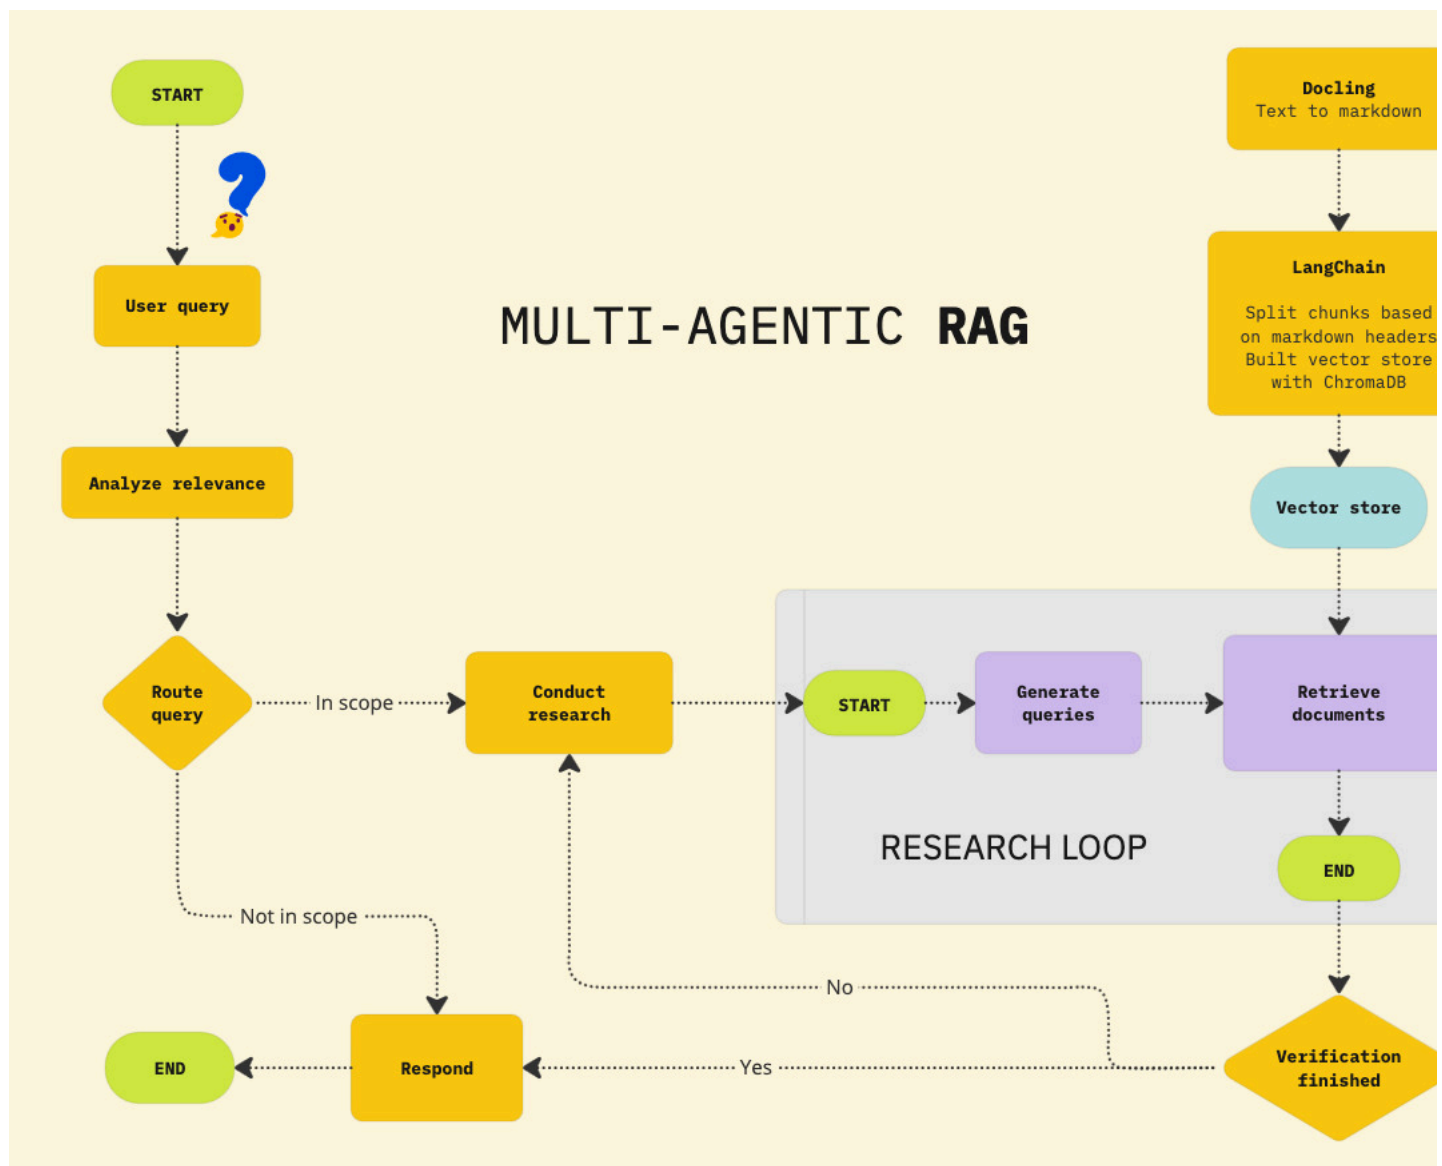 START
User query
Analyze relevance
Route
query
In scope
Not in scope
MULTI-AGENTIC RAG
Docling
Text to markdown
LangChain
Split chunks based
on markdown headers
Built vector store
with ChromaDB
Vector store
Conduct
research
START
Generate
queries
Retrieve
documents
RESEARCH LOOP
END
No
Yes
Verification
finished
Respond
END